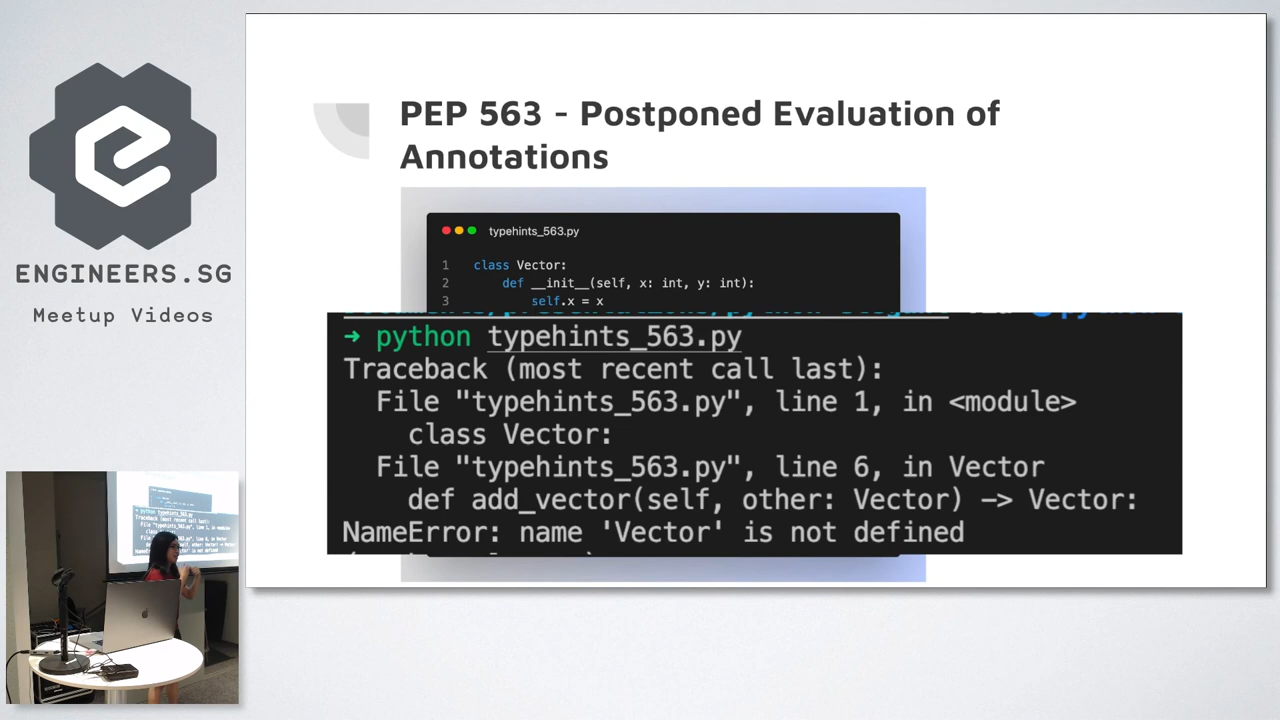 ENGINEERS.SG
Meetup Videos
PEP 563 - Postponed Evaluation of
Annotations
typehints_563.py
1 class Vector:
2 def __init__(self, x: int, y: int):
3 self.x = x
➜ python typehints_563.py
Traceback (most recent call last):
File "typehints_563.py", line 1, in <module>
class Vector:
File "typehints_563.py", line 6, in Vector
def add_vector(self, other: Vector) -> Vector:
NameError: name 'Vector' is not defined